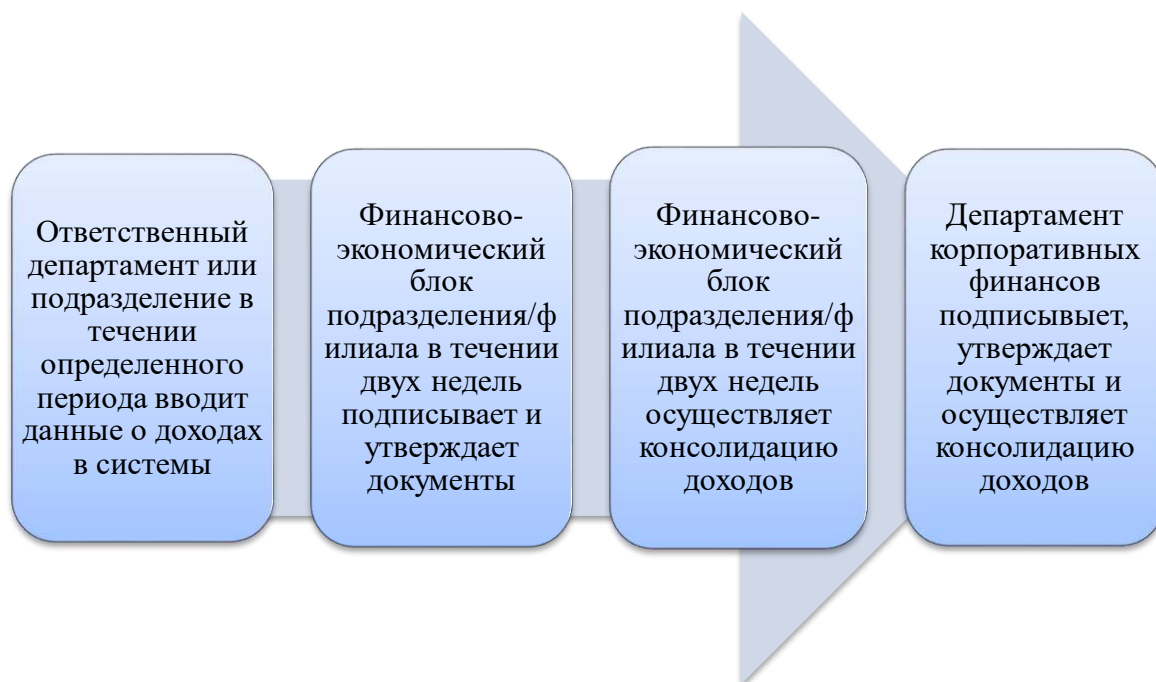 Ответственный
департамент или
подразделение в
течении
определенного
периода вводит
данные о доходах
в системы
Финансово-
экономический
блок
подразделения/ф
илиала в течении
двух недель
подписывает и
утверждает
документы
Финансово-
экономический
блок
подразделения/ф
илиала в течении
двух недель
осуществляет
консолидацию
доходов
Департамент
корпоративных
финансов
подписывыет,
утверждает
документы и
осуществляет
консолидацию
доходов